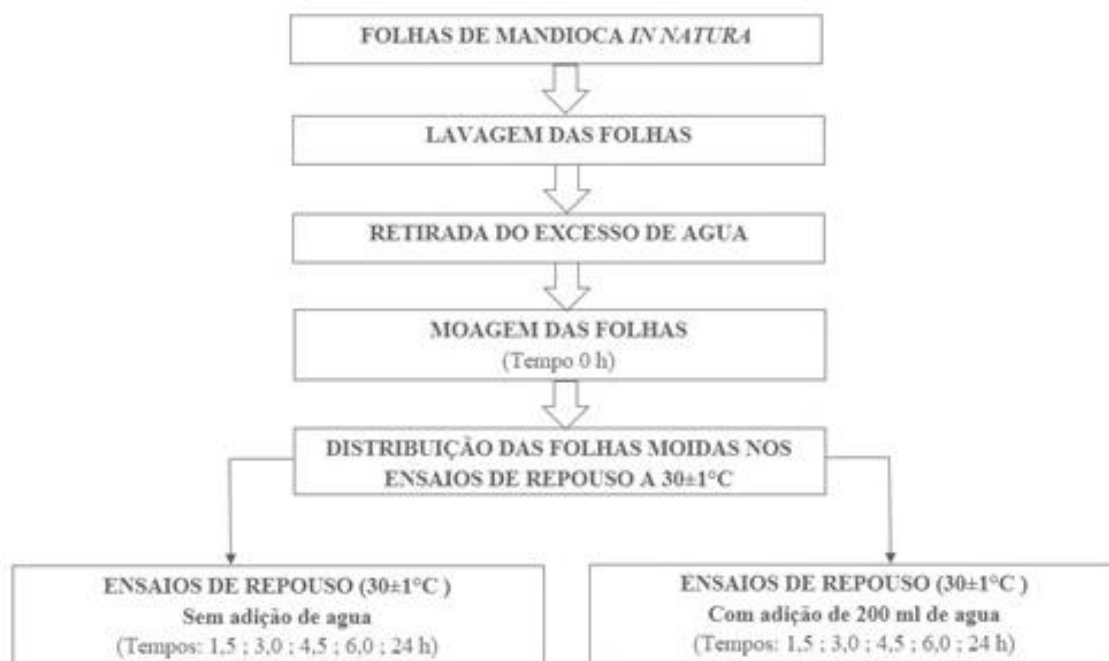 FOLHAS DE MANDIOCA IN NATURA
LAVAGEM DAS FOLHAS
RETIRADA DO EXCESSO DE AGUA
MOAGEM DAS FOLHAS
(Tempo 0 h)
DISTRIBUIÇÃO DAS FOLHAS MOIDAS NOS
ENSAIOS DE REPOUSO A 30±1°C
ENSAIOS DE REPOUSO (30±1°C )
Sem adição de agua
(Tempos: 1,5 ; 3,0 ; 4,5 ; 6,0 ; 24 h)
ENSAIOS DE REPOUSO (30±1°C )
Com adição de 200 ml de agua
(Tempos: 1,5 ; 3,0 ; 4,5 ; 6,0 ; 24 h)